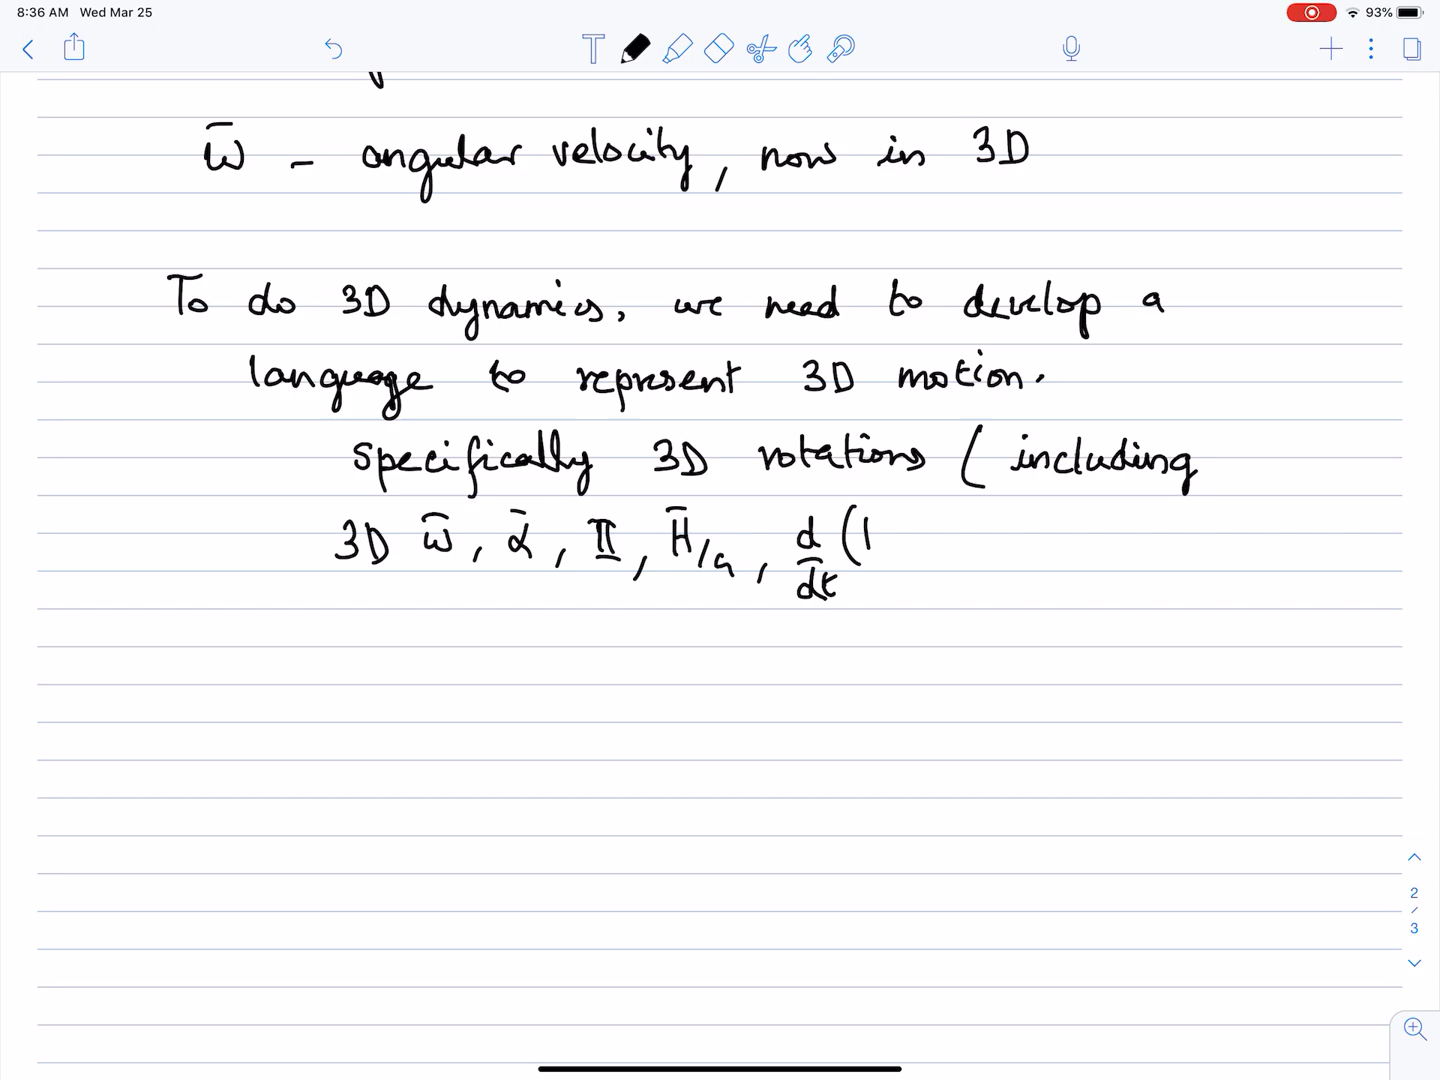 8:36 AM Wed Mar 25
93%
ω̄ - angular velocity, now in 3D
To do 3D dynamics, we need to develop a
language to represent 3D motion.
specifically 3D rotations (including
3D ω̄, ᾱ, II, H̄/G, d/dt (
2
/
3